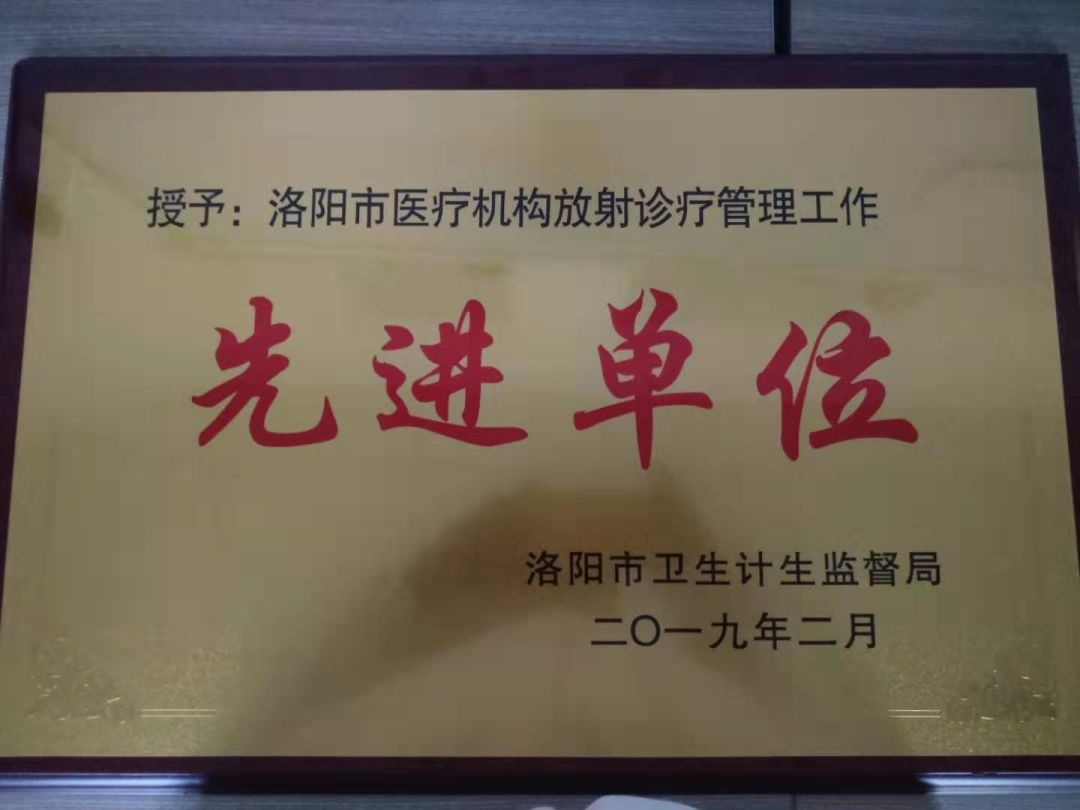 授予：洛阳市医疗机构放射诊疗管理工作
先进单位
洛阳市卫生计生监督局
二〇一九年二月